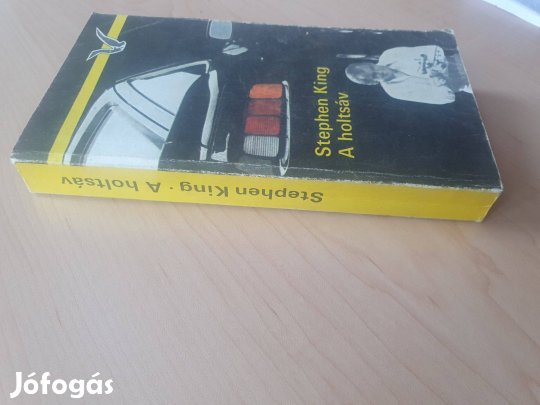 Stephen King
A holtsáv
Stephen King · A holtsáv
Jófogás